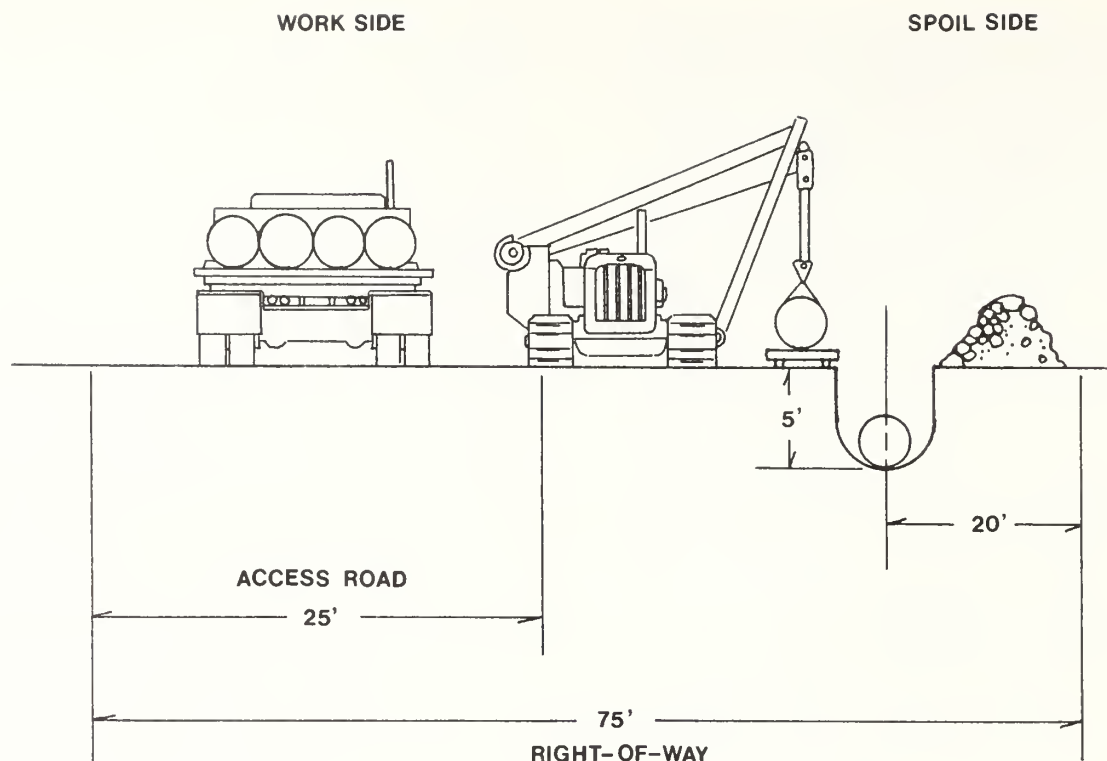 WORK SIDE
SPOIL SIDE
5'
20'
ACCESS ROAD
25'
75'
RIGHT-OF-WAY